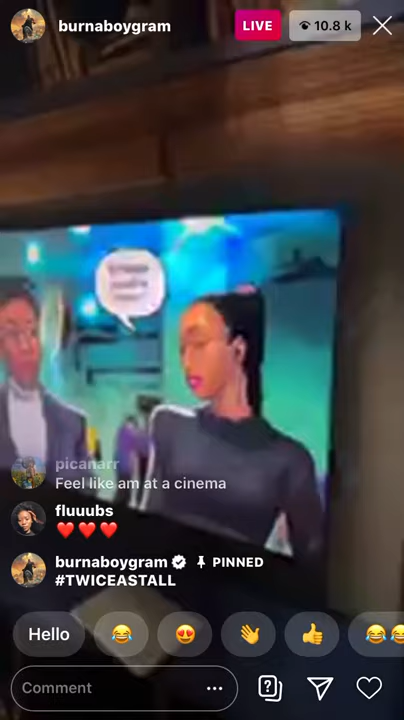 burnaboygram
LIVE
10.8 k
picanarr
Feel like am at a cinema
fluuubs
burnaboygram PINNED
#TWICEASTALL
Hello
Comment